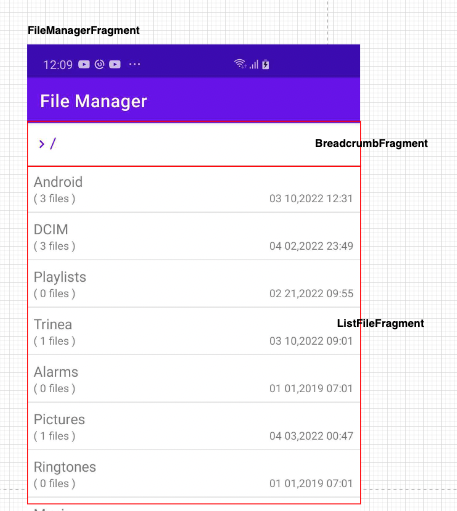 FileManagerFragment
12:09
File Manager
> /
BreadcrumbFragment
Android
( 3 files )
03 10,2022 12:31
DCIM
( 3 files )
04 02,2022 23:49
Playlists
( 0 files )
02 21,2022 09:55
Trinea
ListFileFragment
( 1 files )
03 10,2022 09:01
Alarms
( 0 files )
01 01,2019 07:01
Pictures
( 1 files )
04 03,2022 00:47
Ringtones
( 0 files )
01 01,2019 07:01